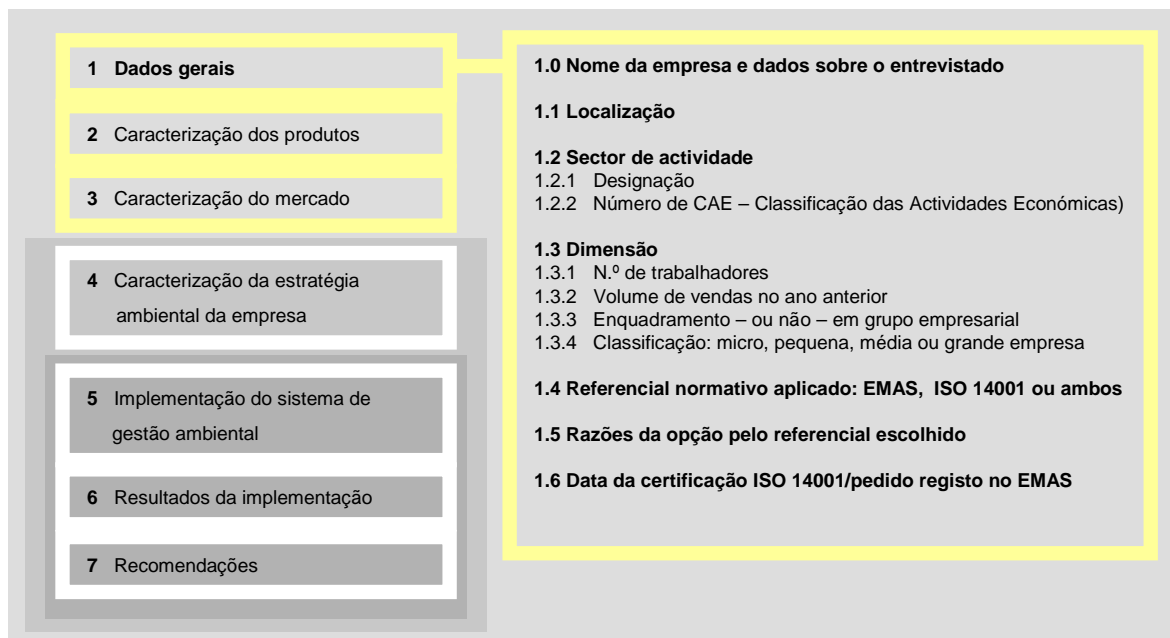 1 Dados gerais
2 Caracterização dos produtos
3 Caracterização do mercado
4 Caracterização da estratégia
ambiental da empresa
5 Implementação do sistema de
gestão ambiental
6 Resultados da implementação
7 Recomendações
1.0 Nome da empresa e dados sobre o entrevistado
1.1 Localização
1.2 Sector de actividade
1.2.1 Designação
1.2.2 Número de CAE – Classificação das Actividades Económicas)
1.3 Dimensão
1.3.1 N.º de trabalhadores
1.3.2 Volume de vendas no ano anterior
1.3.3 Enquadramento – ou não – em grupo empresarial
1.3.4 Classificação: micro, pequena, média ou grande empresa
1.4 Referencial normativo aplicado: EMAS, ISO 14001 ou ambos
1.5 Razões da opção pelo referencial escolhido
1.6 Data da certificação ISO 14001/pedido registo no EMAS